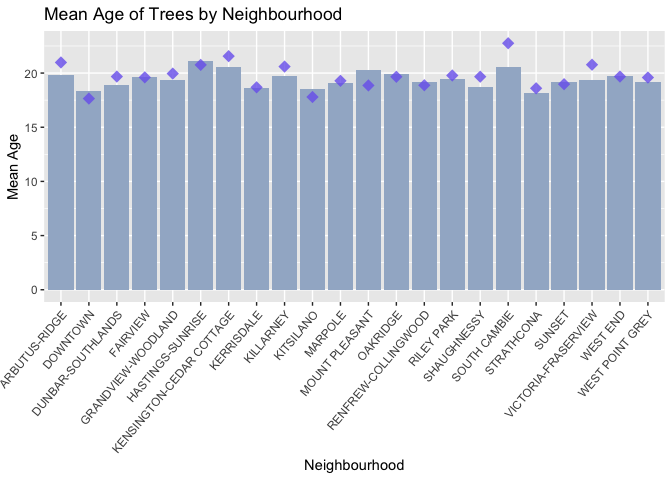 Mean Age of Trees by Neighbourhood
Mean Age
20
15
10
5
0
ARBUTUS-RIDGE
DOWNTOWN
DUNBAR-SOUTHLANDS
FAIRVIEW
GRANDVIEW-WOODLAND
HASTINGS-SUNRISE
KENSINGTON-CEDAR COTTAGE
KERRISDALE
KILLARNEY
KITSILANO
MARPOLE
MOUNT PLEASANT
OAKRIDGE
RENFREW-COLLINGWOOD
RILEY PARK
SHAUGHNESSY
SOUTH CAMBIE
STRATHCONA
SUNSET
VICTORIA-FRASERVIEW
WEST END
WEST POINT GREY
Neighbourhood